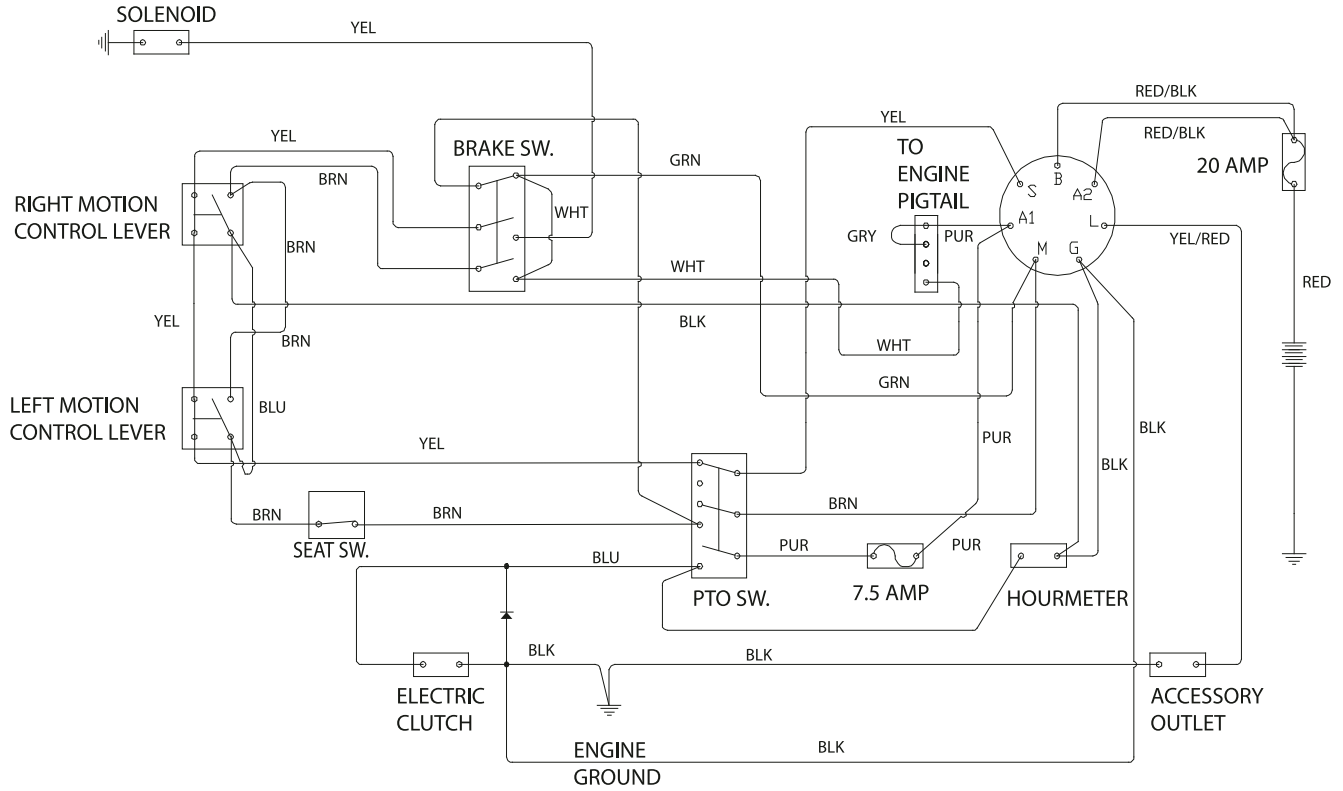 SOLENOID
YEL
RED/BLK
YEL
TO
ENGINE
PIGTAIL
RED/BLK
20 AMP
YEL
BRAKE SW.
GRN
BRN
S
B
A2
RIGHT MOTION
CONTROL LEVER
WHT
GRY
PUR
A1
L
YEL/RED
BRN
M
G
WHT
RED
YEL
BLK
BRN
WHT
GRN
LEFT MOTION
CONTROL LEVER
BLU
YEL
PUR
BLK
BLK
BRN
BRN
BRN
SEAT SW.
BLU
PUR
PUR
PTO SW.
7.5 AMP
HOURMETER
BLK
BLK
ELECTRIC
CLUTCH
ACCESSORY
OUTLET
ENGINE
GROUND
BLK